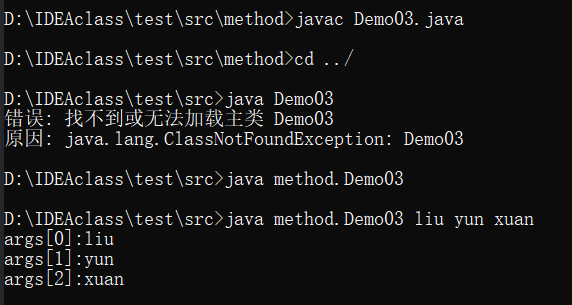 D:\IDEAclass\test\src\method>javac Demo03.java
D:\IDEAclass\test\src\method>cd ../
D:\IDEAclass\test\src>java Demo03
错误: 找不到或无法加载主类 Demo03
原因: java.lang.ClassNotFoundException: Demo03
D:\IDEAclass\test\src>java method.Demo03
D:\IDEAclass\test\src>java method.Demo03 liu yun xuan
args[0]:liu
args[1]:yun
args[2]:xuan